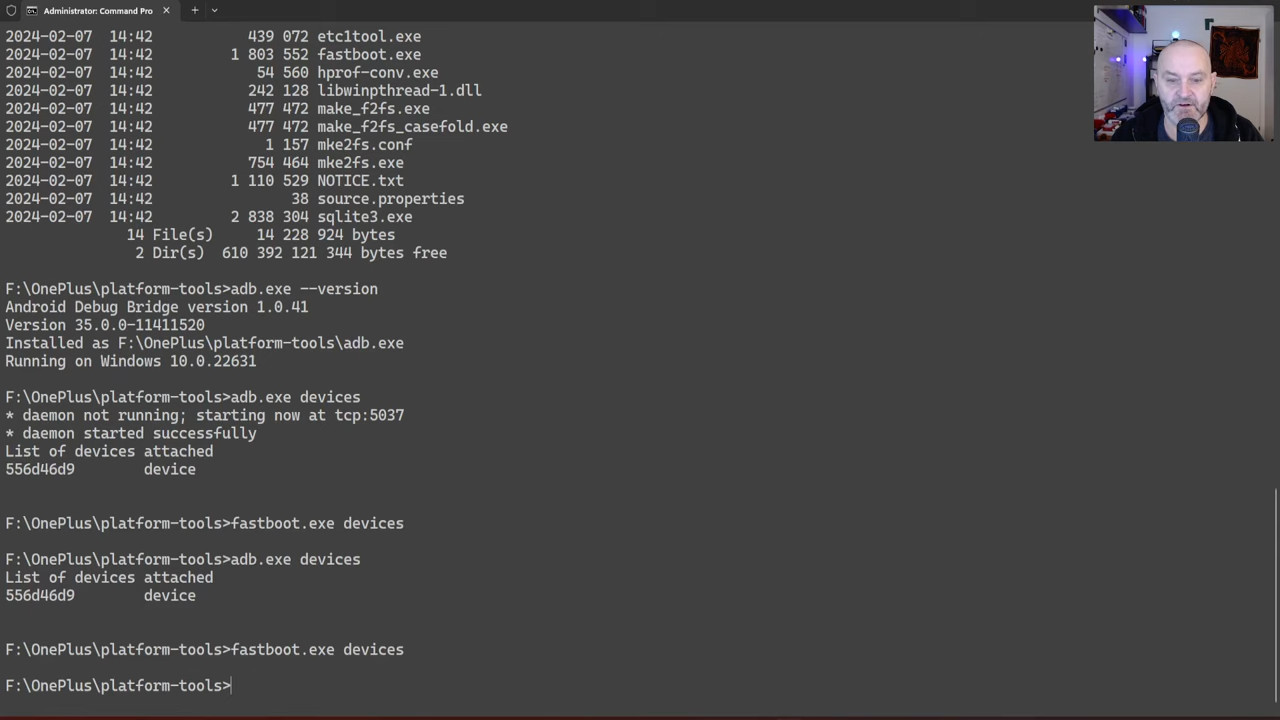 Administrator: Command Pro
2024-02-07  14:42           439 072 etc1tool.exe
2024-02-07  14:42         1 803 552 fastboot.exe
2024-02-07  14:42            54 560 hprof-conv.exe
2024-02-07  14:42           242 128 libwinpthread-1.dll
2024-02-07  14:42           477 472 make_f2fs.exe
2024-02-07  14:42           477 472 make_f2fs_casefold.exe
2024-02-07  14:42             1 157 mke2fs.conf
2024-02-07  14:42           754 464 mke2fs.exe
2024-02-07  14:42         1 110 529 NOTICE.txt
2024-02-07  14:42                38 source.properties
2024-02-07  14:42         2 838 304 sqlite3.exe
14 File(s)     14 228 924 bytes
2 Dir(s)  610 392 121 344 bytes free
F:\OnePlus\platform-tools>adb.exe --version
Android Debug Bridge version 1.0.41
Version 35.0.0-11411520
Installed as F:\OnePlus\platform-tools\adb.exe
Running on Windows 10.0.22631
F:\OnePlus\platform-tools>adb.exe devices
* daemon not running; starting now at tcp:5037
* daemon started successfully
List of devices attached
556d46d9        device
F:\OnePlus\platform-tools>fastboot.exe devices
F:\OnePlus\platform-tools>adb.exe devices
List of devices attached
556d46d9        device
F:\OnePlus\platform-tools>fastboot.exe devices
F:\OnePlus\platform-tools>